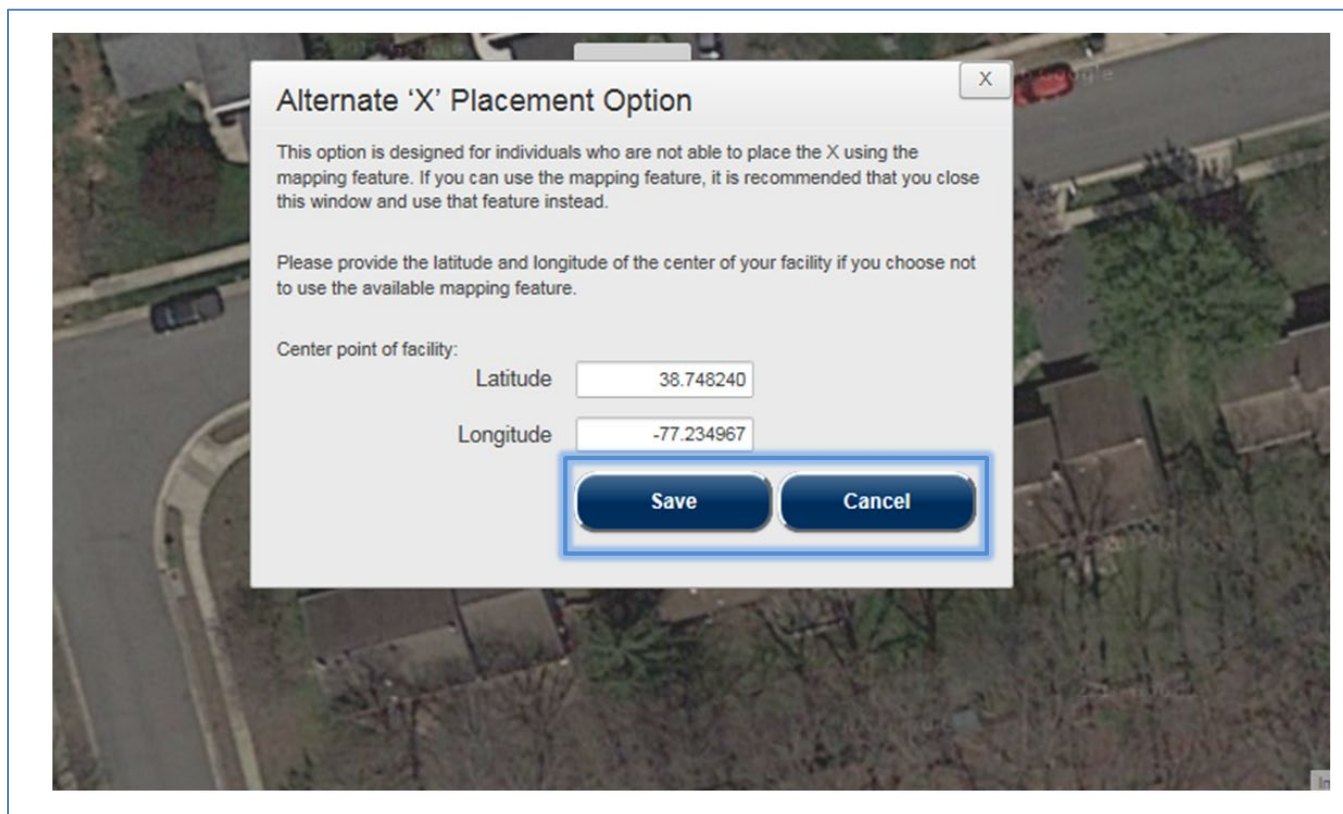 Alternate ‘X’ Placement Option
X
This option is designed for individuals who are not able to place the X using the
mapping feature. If you can use the mapping feature, it is recommended that you close
this window and use that feature instead.
Please provide the latitude and longitude of the center of your facility if you choose not
to use the available mapping feature.
Center point of facility:
Latitude 38.748240
Longitude -77.234967
Save Cancel